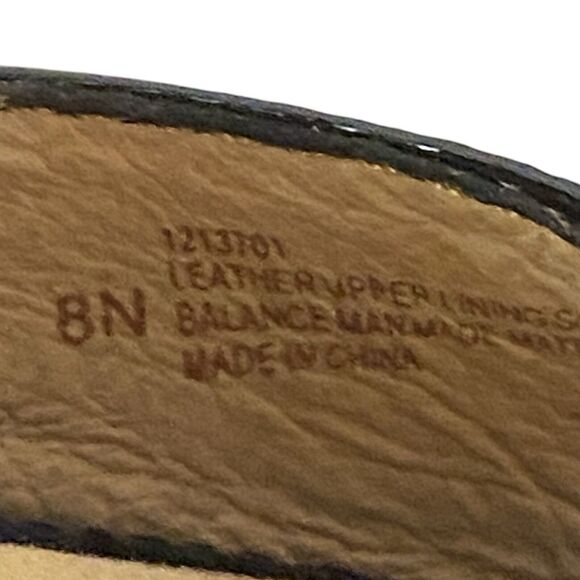 1213701
LEATHER UPPER LINING
8N BALANCE MAN MADE
MADE IN CHINA